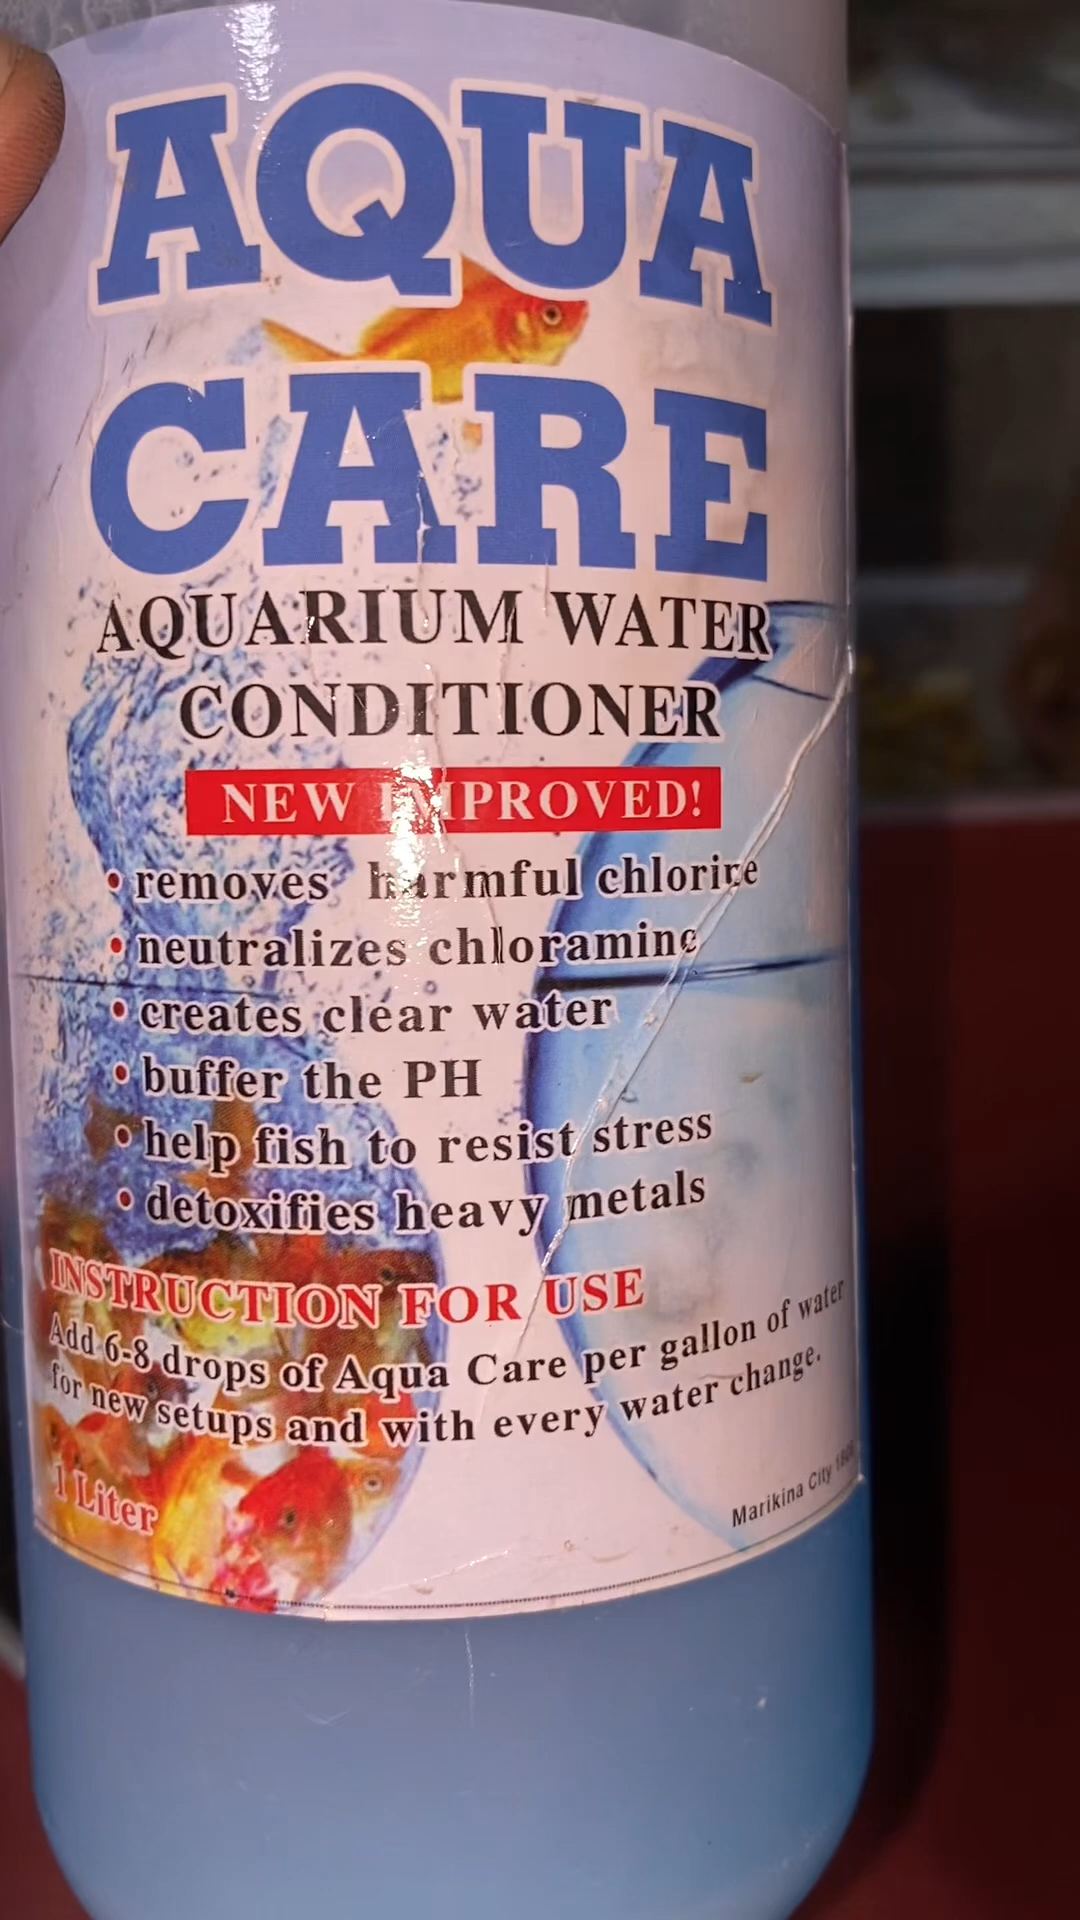 AQUA
CARE
AQUARIUM WATER
CONDITIONER
NEW IMPROVED!
• removes harmful chlorine
• neutralizes chloramine
• creates clear water
• buffer the PH
• help fish to resist stress
• detoxifies heavy metals
INSTRUCTION FOR USE
Add 6-8 drops of Aqua Care per gallon of water
for new setups and with every water change.
1 Liter
Marikina City